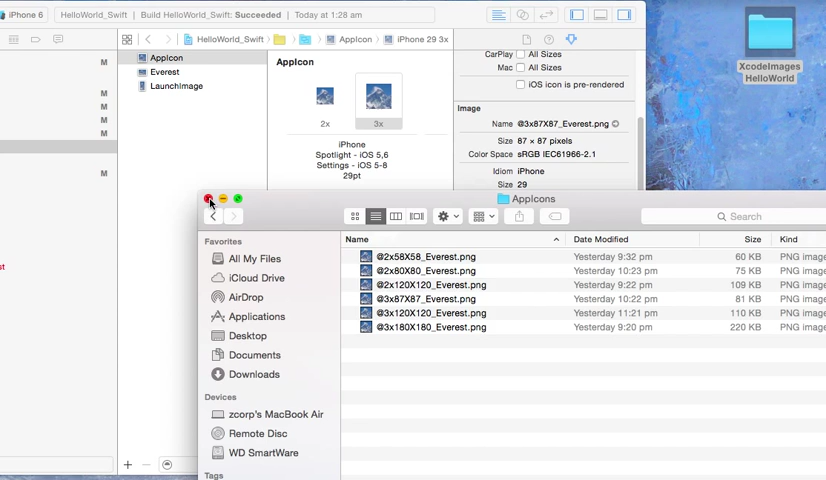 iPhone 6
HelloWorld_Swift
Build HelloWorld_Swift: Succeeded
Today at 1:28 am
HelloWorld_Swift
AppIcon
iPhone 29 3x
XcodeImages
HelloWorld
M
M
M
M
M
M
AppIcon
Everest
LaunchImage
AppIcon
2x
3x
iPhone
Spotlight - iOS 5,6
Settings - iOS 5-8
29pt
CarPlay
All Sizes
Mac
All Sizes
iOS icon is pre-rendered
Image
Name @3x87X87_Everest.png
Size 87 × 87 pixels
Color Space sRGB IEC61966-2.1
Idiom iPhone
Size 29
AppIcons
Search
Favorites
All My Files
iCloud Drive
AirDrop
Applications
Desktop
Documents
Downloads
Devices
zcorp's MacBook Air
Remote Disc
WD SmartWare
Tags
Name Date Modified Size Kind
@2x58X58_Everest.png Yesterday 9:32 pm 60 KB PNG image
@2x80X80_Everest.png Yesterday 10:23 pm 75 KB PNG image
@2x120X120_Everest.png Yesterday 9:22 pm 109 KB PNG image
@3x87X87_Everest.png Yesterday 10:22 pm 81 KB PNG image
@3x120X120_Everest.png Yesterday 11:21 pm 110 KB PNG image
@3x180X180_Everest.png Yesterday 9:20 pm 220 KB PNG image